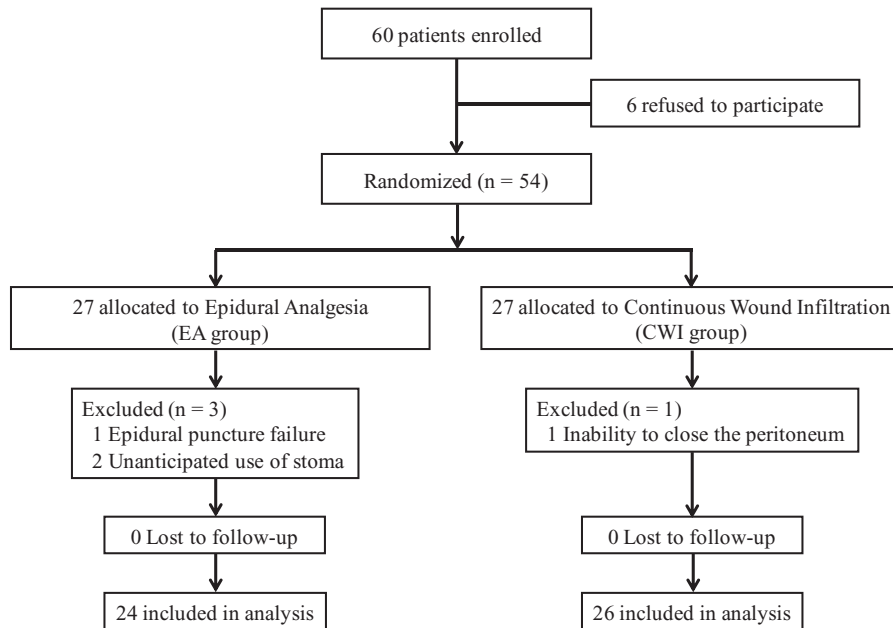 60 patients enrolled
6 refused to participate
Randomized (n = 54)
27 allocated to Epidural Analgesia
(EA group)
27 allocated to Continuous Wound Infiltration
(CWI group)
Excluded (n = 3)
1 Epidural puncture failure
2 Unanticipated use of stoma
Excluded (n = 1)
1 Inability to close the peritoneum
0 Lost to follow-up
0 Lost to follow-up
24 included in analysis
26 included in analysis